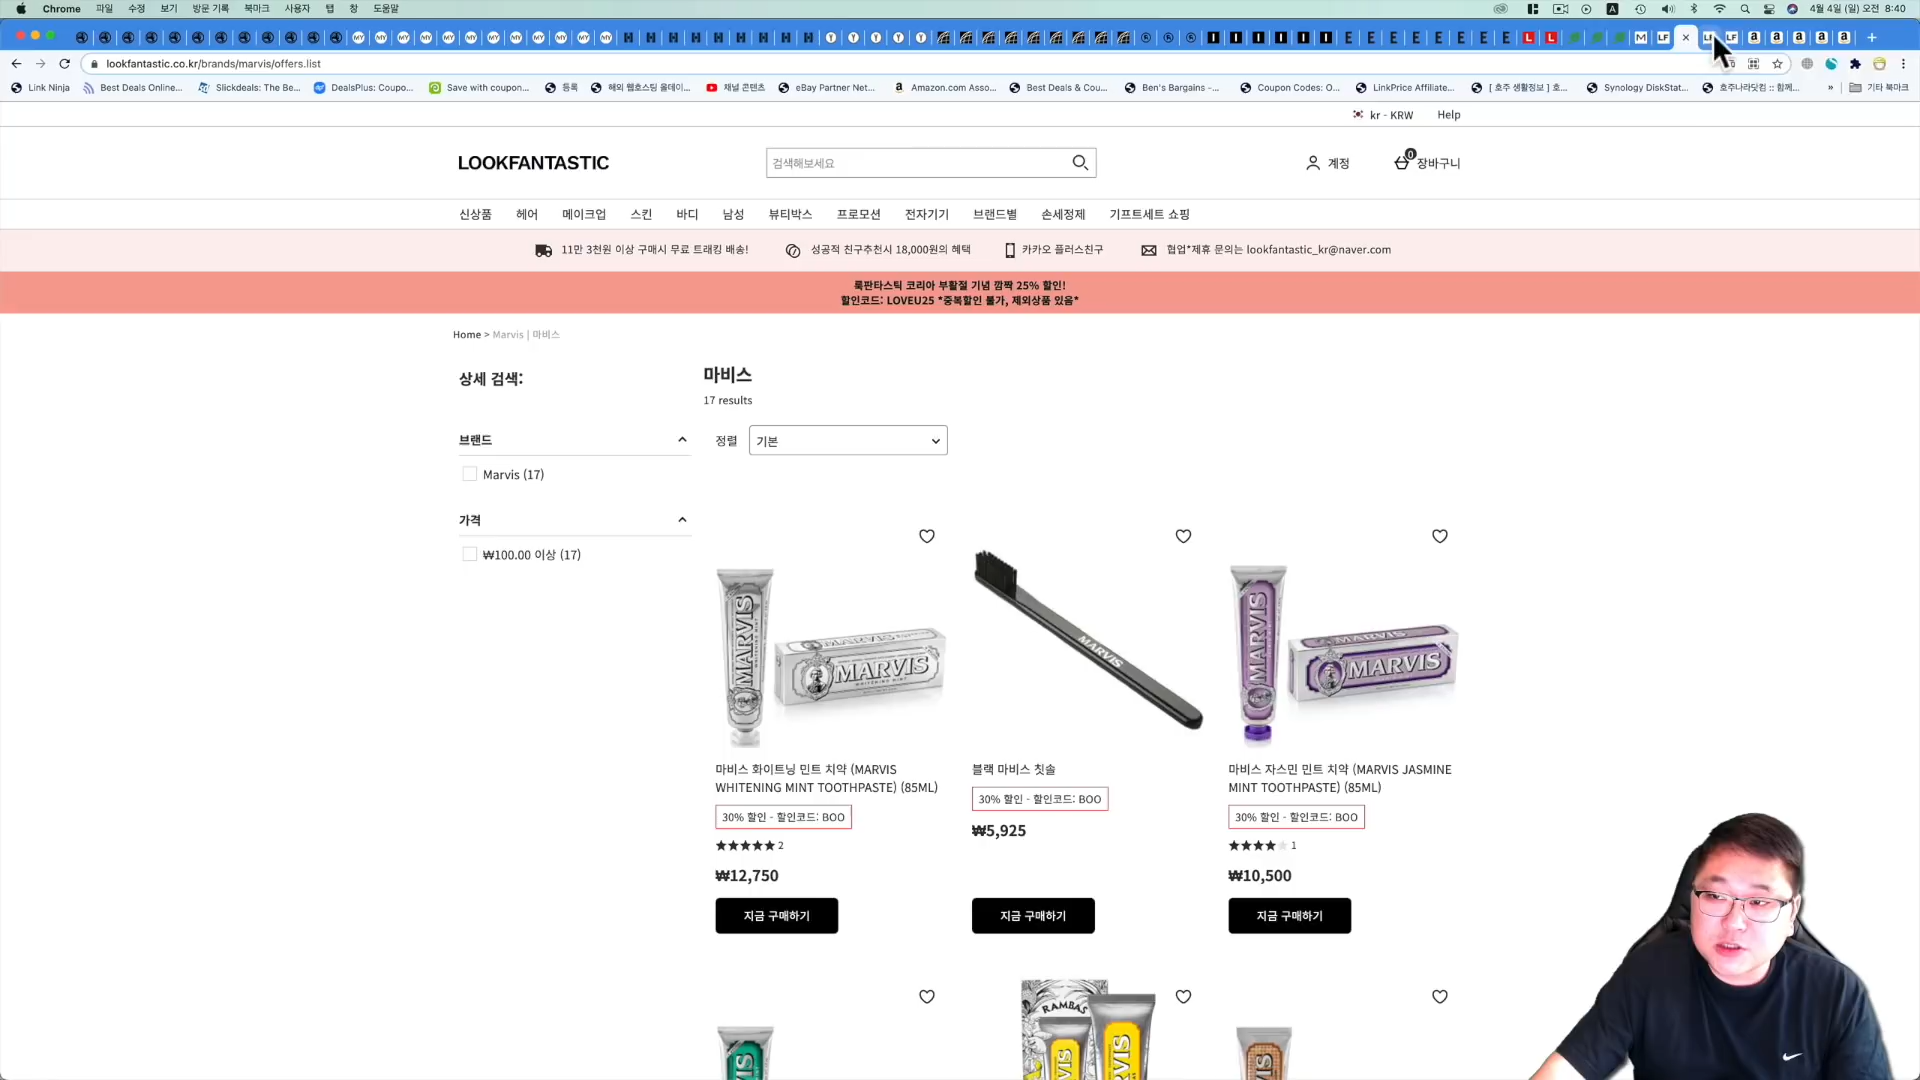 Chrome 파일 수정 보기 방문 기록 북마크 사용자 탭 창 도움말
4월 4일 (일) 오전 8:40
lookfantastic.co.kr/brands/marvis/offers.list
Link Ninja Best Deals Online... Slickdeals: The Be... DealsPlus: Coupo... Save with coupon... 등록 해외 웹호스팅 올데이... 채널 콘텐츠 eBay Partner Net... Amazon.com Asso... Best Deals & Cou... Ben's Bargains -... Coupon Codes: O... LinkPrice Affiliate... [ 호주 생활정보 ] 호... Synology DiskStat... 호주나라닷컴 :: 함께... » 기타 북마크
kr - KRW Help
LOOKFANTASTIC
검색해보세요
계정
0
장바구니
신상품 헤어 메이크업 스킨 바디 남성 뷰티박스 프로모션 전자기기 브랜드별 손세정제 기프트세트 쇼핑
11만 3천원 이상 구매시 무료 트래킹 배송! 성공적 친구추천시 18,000원의 혜택 카카오 플러스친구 협업*제휴 문의는 lookfantastic_kr@naver.com
룩판타스틱 코리아 부활절 기념 깜짝 25% 할인!
할인코드: LOVEU25 *중복할인 불가, 제외상품 있음*
Home > Marvis | 마비스
상세 검색:
브랜드
Marvis (17)
가격
₩100.00 이상 (17)
마비스
17 results
정렬 기본
MARVIS
MARVIS
WHITENING MINT
MARVIS
MARVIS
MARVIS
마비스 화이트닝 민트 치약 (MARVIS
WHITENING MINT TOOTHPASTE) (85ML)
30% 할인 - 할인코드: BOO
2
₩12,750
지금 구매하기
블랙 마비스 칫솔
30% 할인 - 할인코드: BOO
₩5,925
지금 구매하기
마비스 자스민 민트 치약 (MARVIS JASMINE
MINT TOOTHPASTE) (85ML)
30% 할인 - 할인코드: BOO
1
₩10,500
지금 구매하기
RAMBAS